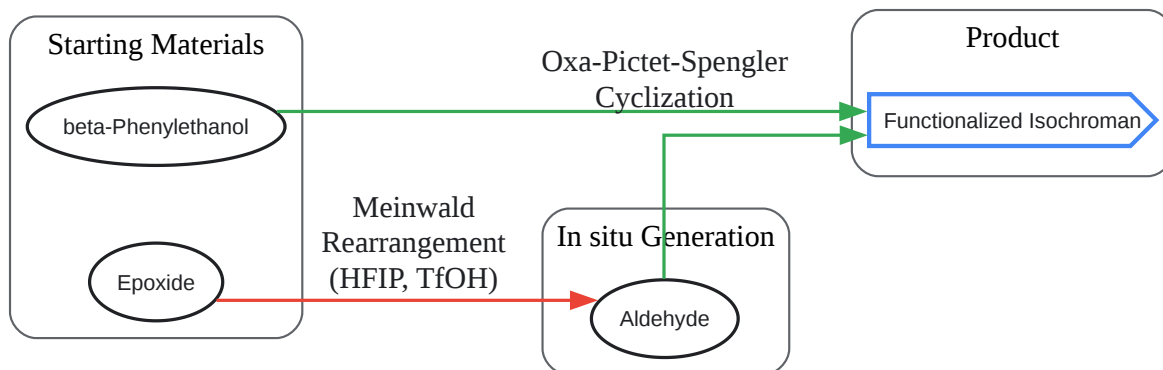 Starting Materials
beta-Phenylethanol
Epoxide
Oxa-Pictet-Spengler
Cyclization
Meinwald
Rearrangement
(HFIP, TfOH)
In situ Generation
Aldehyde
Product
Functionalized Isochroman